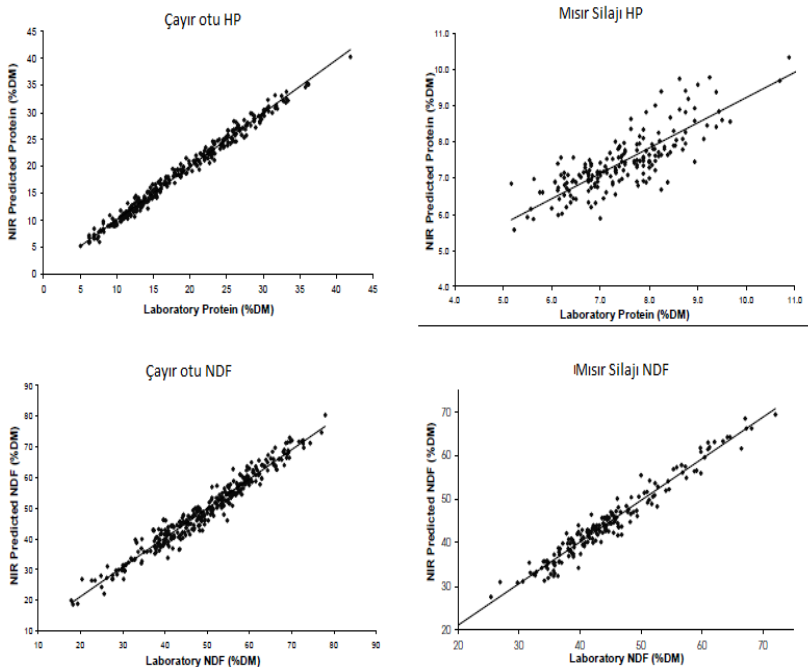 Çayır otu HP
NIR Predicted Protein (%DM)
45
40
35
30
25
20
15
10
5
0
0 5 10 15 20 25 30 35 40 45
Laboratory Protein (%DM)
Mısır Silajı HP
NIR Predicted Protein (%DM)
11.0
10.0
9.0
8.0
7.0
6.0
5.0
4.0
4.0 5.0 6.0 7.0 8.0 9.0 10.0 11.0
Laboratory Protein (%DM)
Çayır otu NDF
NIR Predicted NDF (%DM)
90
80
70
60
50
40
30
20
10
10 20 30 40 50 60 70 80 90
Laboratory NDF (%DM)
Mısır Silajı NDF
NIR Predicted NDF (%DM)
70
60
50
40
30
20
20 30 40 50 60 70
Laboratory NDF (%DM)